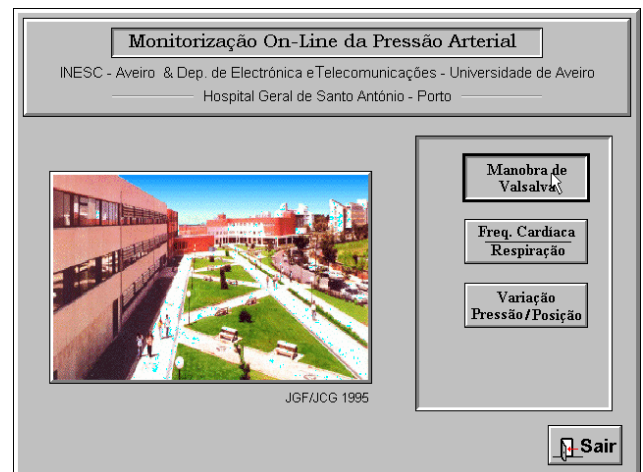 Monitorização On-Line da Pressão Arterial
INESC - Aveiro & Dep. de Electrónica e Telecomunicações - Universidade de Aveiro
Hospital Geral de Santo António - Porto
Manobra de
Valsalva
Freq. Cardíaca
Respiração
Variação
Pressão/Posição
JGF/JCG 1995
Sair